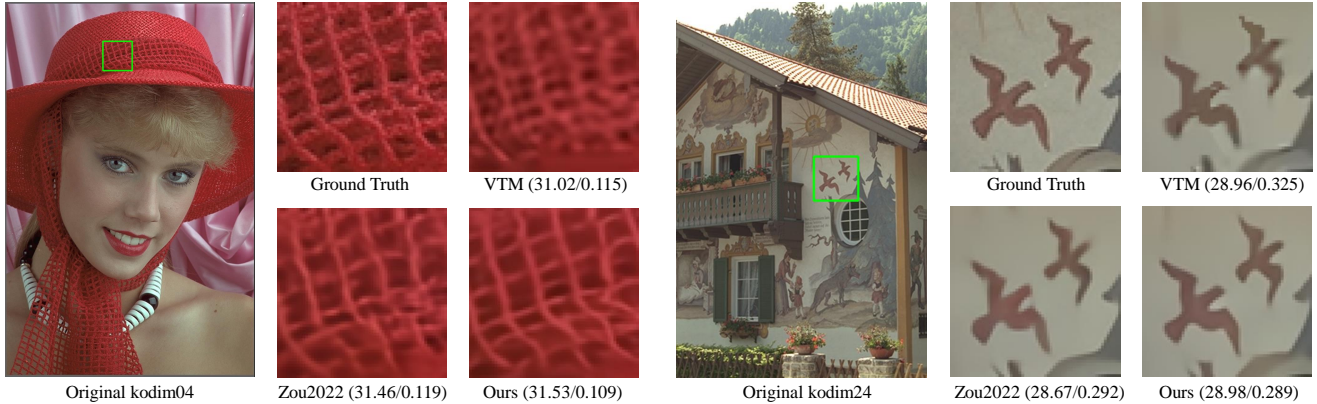 Ground Truth
VTM (31.02/0.115)
Original kodim04
Zou2022 (31.46/0.119)
Ours (31.53/0.109)
Ground Truth
VTM (28.96/0.325)
Original kodim24
Zou2022 (28.67/0.292)
Ours (28.98/0.289)